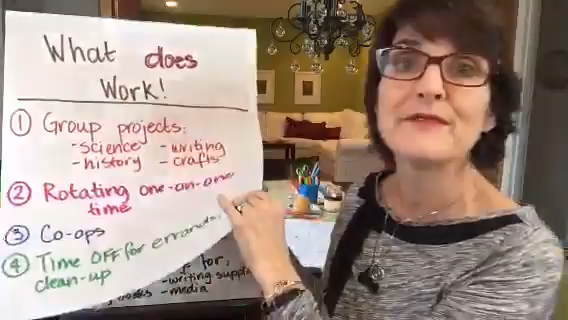 What does
Work!
① Group projects:
-science -writing
-history -crafts
② Rotating one-on-one
time
③ Co-ops
④ Time OFF for errands,
clean-up
for,
-writing
-media